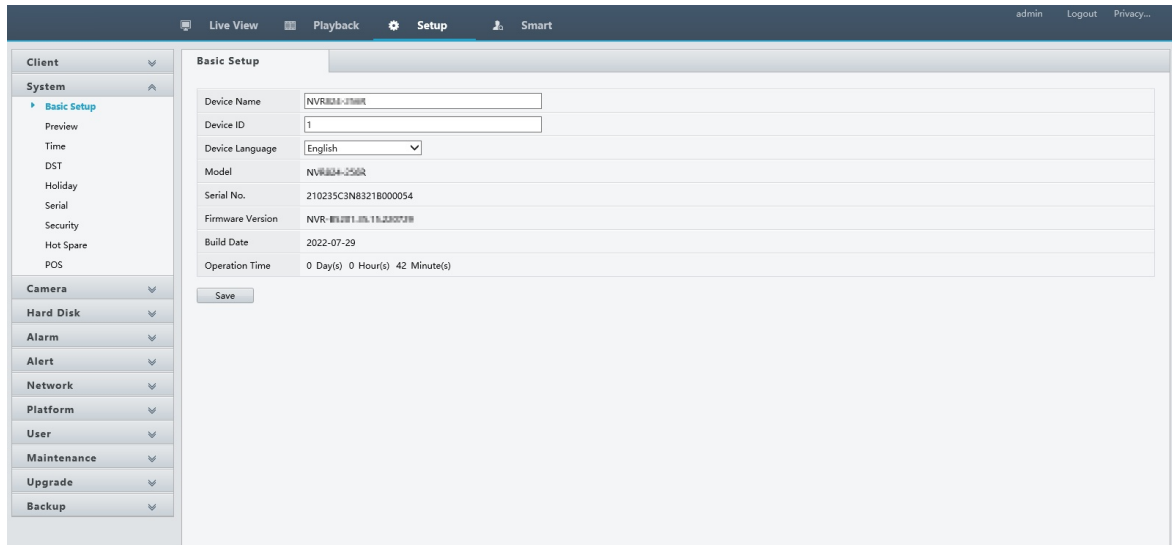 Live View Playback Setup Smart admin Logout Privacy...
Client
System
Basic Setup
Preview
Time
DST
Holiday
Serial
Security
Hot Spare
POS
Camera
Hard Disk
Alarm
Alert
Network
Platform
User
Maintenance
Upgrade
Backup
Basic Setup
Device Name
Device ID 1
Device Language English
Model
Serial No. 210235C3N8321B000054
Firmware Version
Build Date 2022-07-29
Operation Time 0 Day(s) 0 Hour(s) 42 Minute(s)
Save